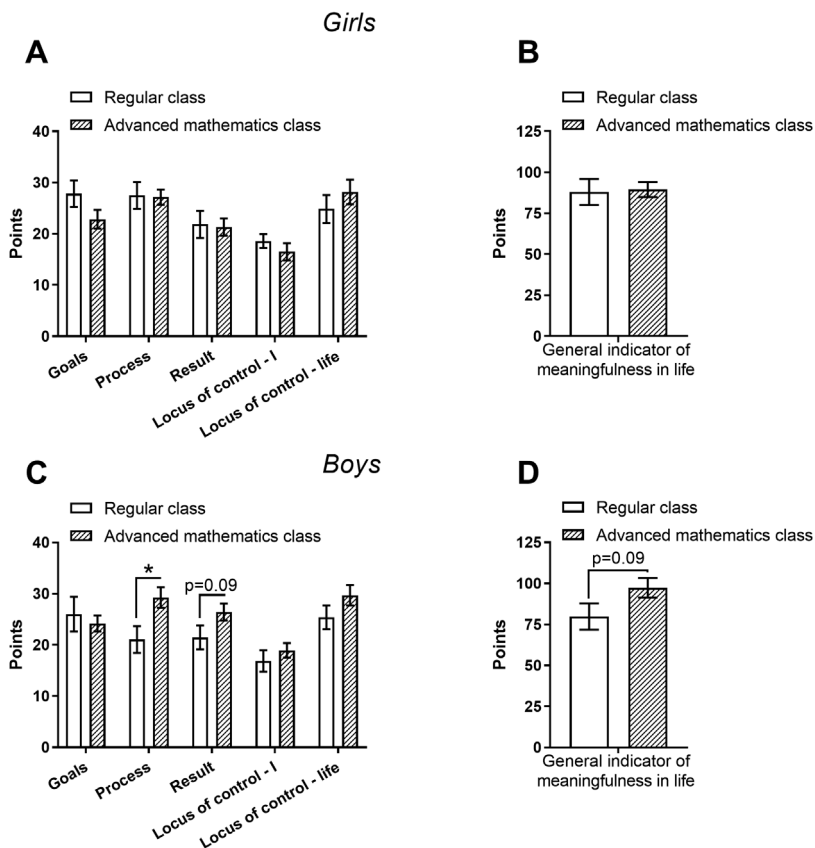 Girls
A
Regular class
Advanced mathematics class
40
30
20
10
0
Points
Goals
Process
Result
Locus of control - I
Locus of control - life
B
Regular class
Advanced mathematics class
125
100
75
50
25
0
Points
General indicator of
meaningfulness in life
Boys
C
Regular class
Advanced mathematics class
40
30
20
10
0
Points
*
p=0.09
Goals
Process
Result
Locus of control - I
Locus of control - life
D
Regular class
Advanced mathematics class
p=0.09
125
100
75
50
25
0
Points
General indicator of
meaningfulness in life